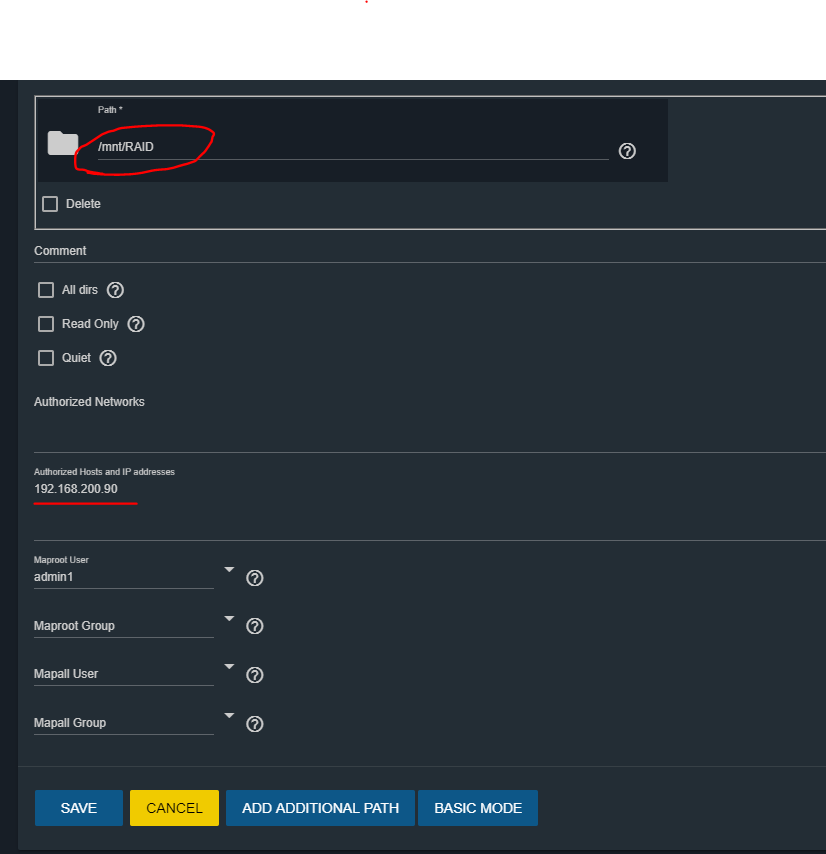 Path *
/mnt/RAID
Delete
Comment
All dirs
Read Only
Quiet
Authorized Networks
Authorized Hosts and IP addresses
192.168.200.90
Maproot User
admin1
Maproot Group
Mapall User
Mapall Group
SAVE CANCEL ADD ADDITIONAL PATH BASIC MODE